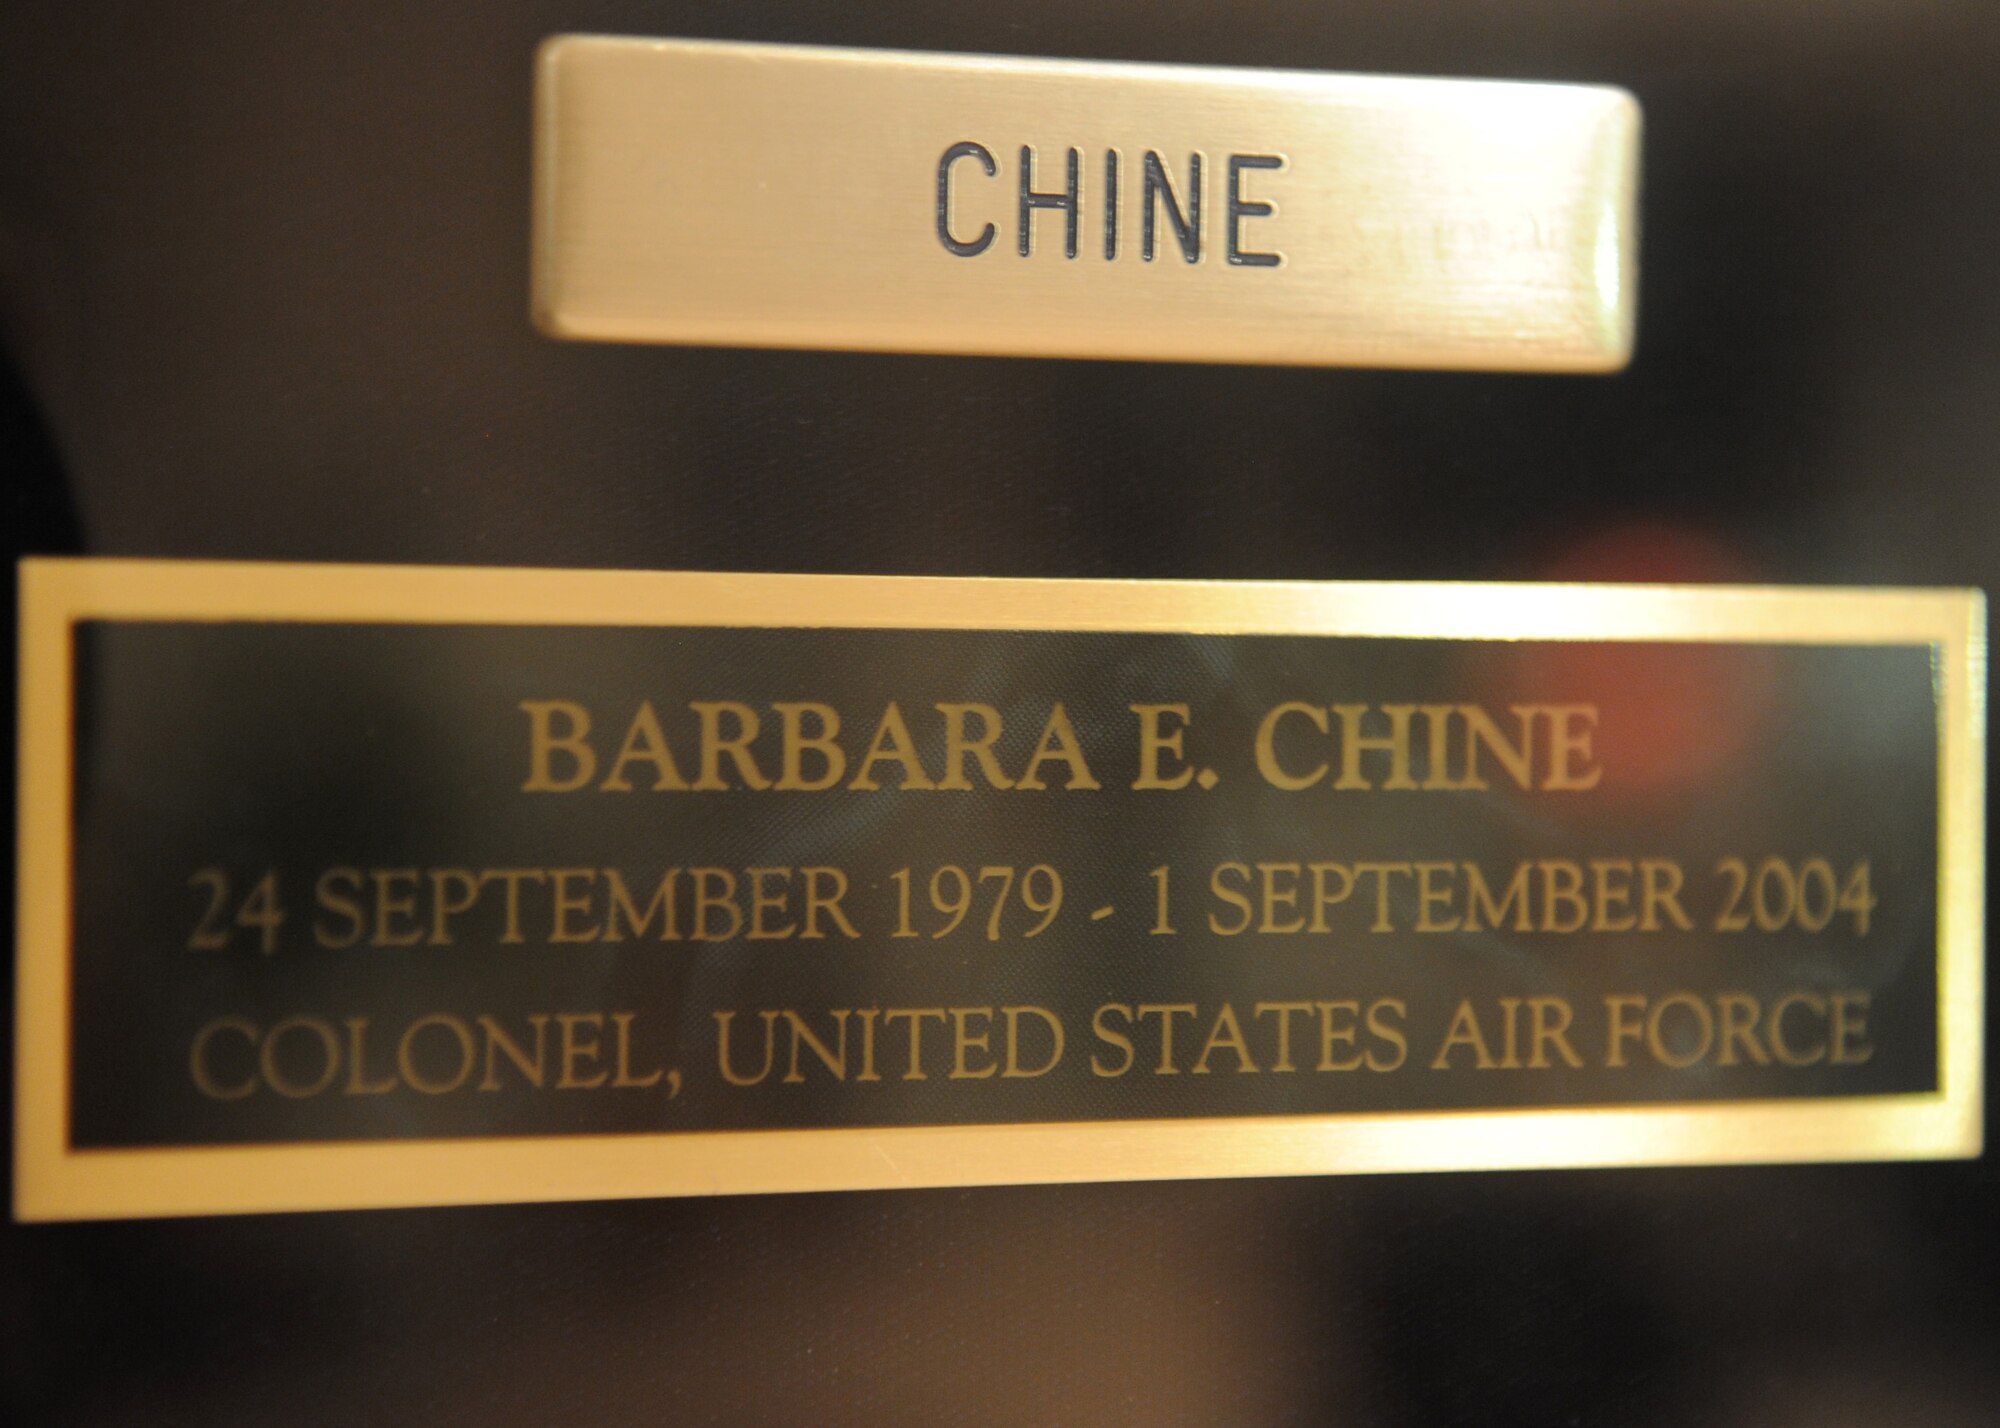 CHINE
BARBARA E. CHINE
24 SEPTEMBER 1979 - 1 SEPTEMBER 2004
COLONEL, UNITED STATES AIR FORCE